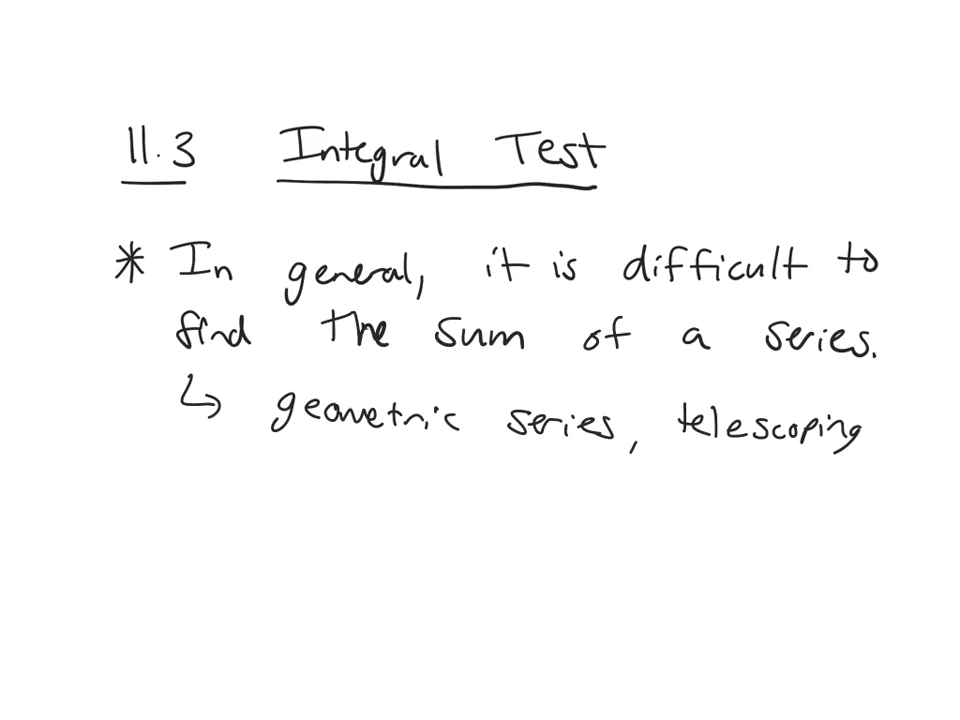 11.3 Integral Test
* In general, it is difficult to
find the sum of a series.
↳ geometric series, telescoping